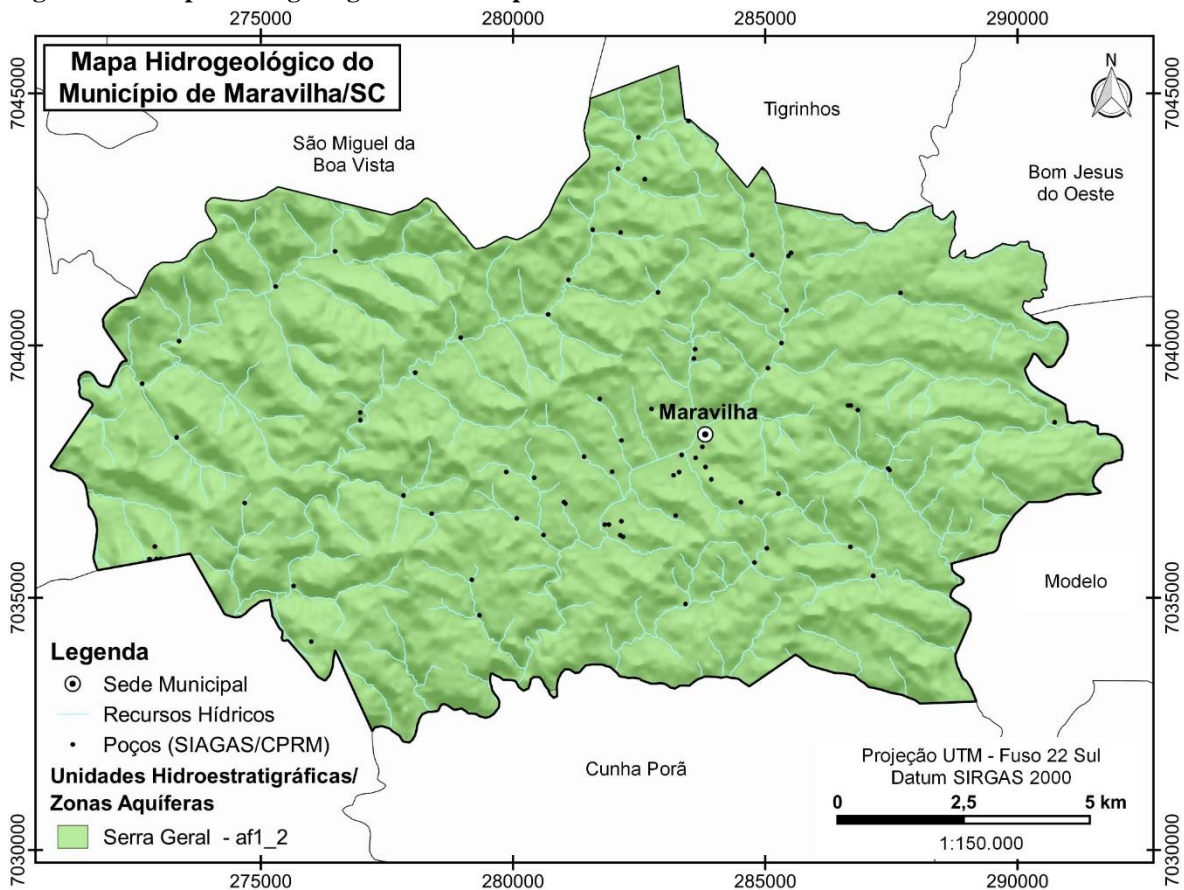 275000 280000 285000 290000
Mapa Hidrogeológico do
Município de Maravilha/SC
N
7045000
7045000
Tigrinhos
São Miguel da
Boa Vista
Bom Jesus
do Oeste
7040000
7040000
Maravilha
Modelo
7035000
7035000
Legenda
Sede Municipal
Recursos Hídricos
Poços (SIAGAS/CPRM)
Unidades Hidroestratigráficas/
Zonas Aquíferas
Serra Geral - af1_2
Cunha Porã
Projeção UTM - Fuso 22 Sul
Datum SIRGAS 2000
0 2,5 5 km
1:150.000
7030000
7030000
275000 280000 285000 290000